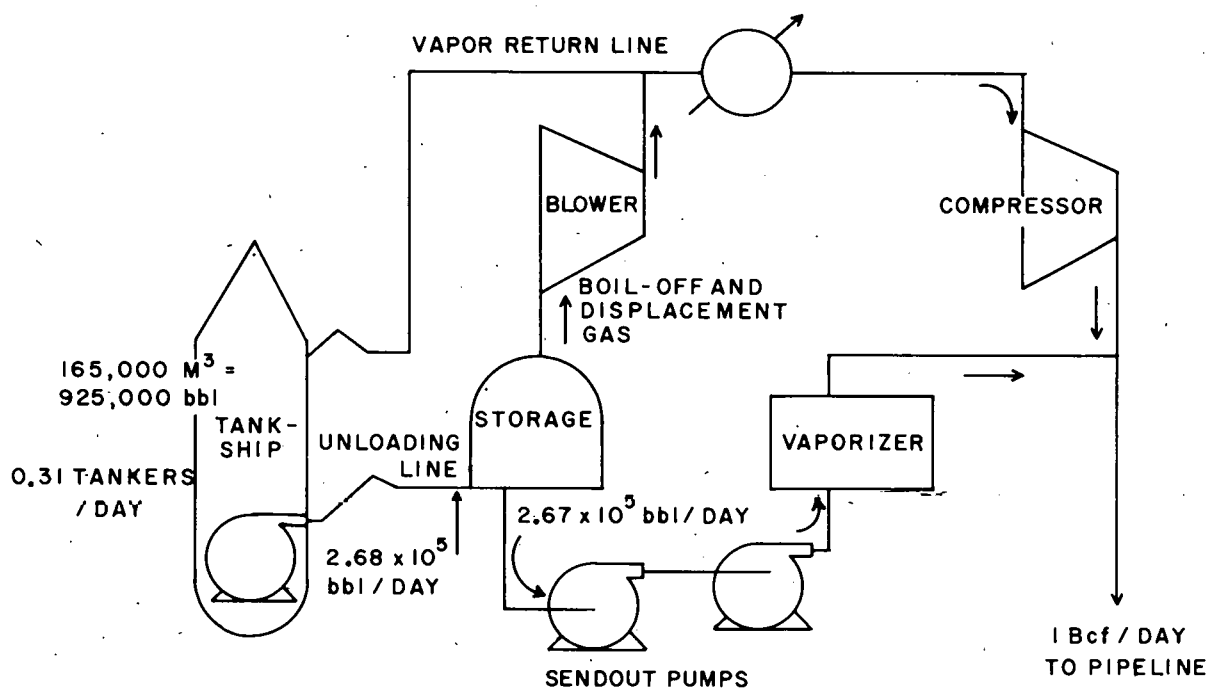 VAPOR RETURN LINE
BLOWER
COMPRESSOR
BOIL-OFF AND
DISPLACEMENT
GAS
165,000 M³ =
925,000 bbl
TANK-
SHIP
UNLOADING
LINE
STORAGE
VAPORIZER
0.31 TANKERS
/ DAY
2.67 x 10⁵ bbl / DAY
2.68 x 10⁵
bbl / DAY
SENDOUT PUMPS
1 Bcf / DAY
TO PIPELINE